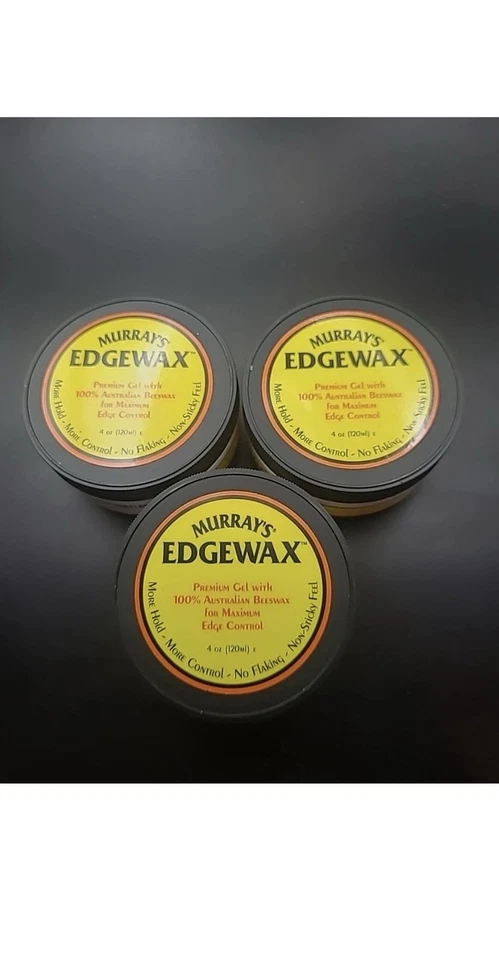 MURRAY'S
EDGEWAX™
Premium Gel with
100% Australian Beeswax
for Maximum
Edge Control
4 oz (120ml) e
More Hold - More Control - No Flaking - Non-Sticky Feel
MURRAY'S
EDGEWAX™
Premium Gel with
100% Australian Beeswax
for Maximum
Edge Control
4 oz (120ml) e
More Hold - More Control - No Flaking - Non-Sticky Feel
MURRAY'S®
EDGEWAX™
Premium Gel with
100% Australian Beeswax
for Maximum
Edge Control
4 oz (120ml) e
More Hold - More Control - No Flaking - Non-Sticky Feel